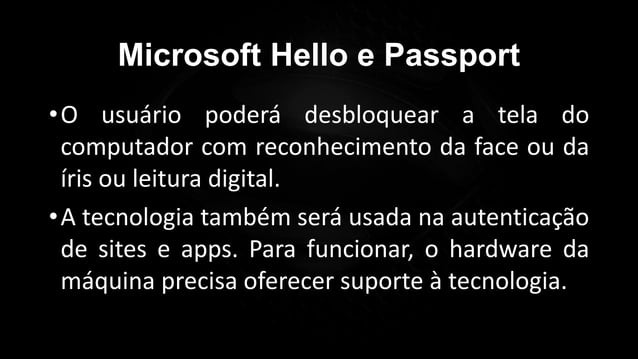 Microsoft Hello e Passport
•O usuário poderá desbloquear a tela do
computador com reconhecimento da face ou da
íris ou leitura digital.
•A tecnologia também será usada na autenticação
de sites e apps. Para funcionar, o hardware da
máquina precisa oferecer suporte à tecnologia.